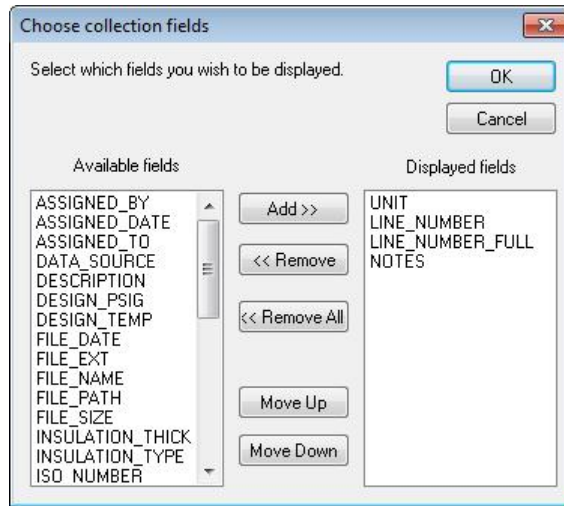 Choose collection fields
Select which fields you wish to be displayed.
OK
Cancel
Available fields
ASSIGNED_BY
ASSIGNED_DATE
ASSIGNED_TO
DATA_SOURCE
DESCRIPTION
DESIGN_PSIG
DESIGN_TEMP
FILE_DATE
FILE_EXT
FILE_NAME
FILE_PATH
FILE_SIZE
INSULATION_THICK
INSULATION_TYPE
ISO_NUMBER
Add >>
<< Remove
<< Remove All
Move Up
Move Down
Displayed fields
UNIT
LINE_NUMBER
LINE_NUMBER_FULL
NOTES